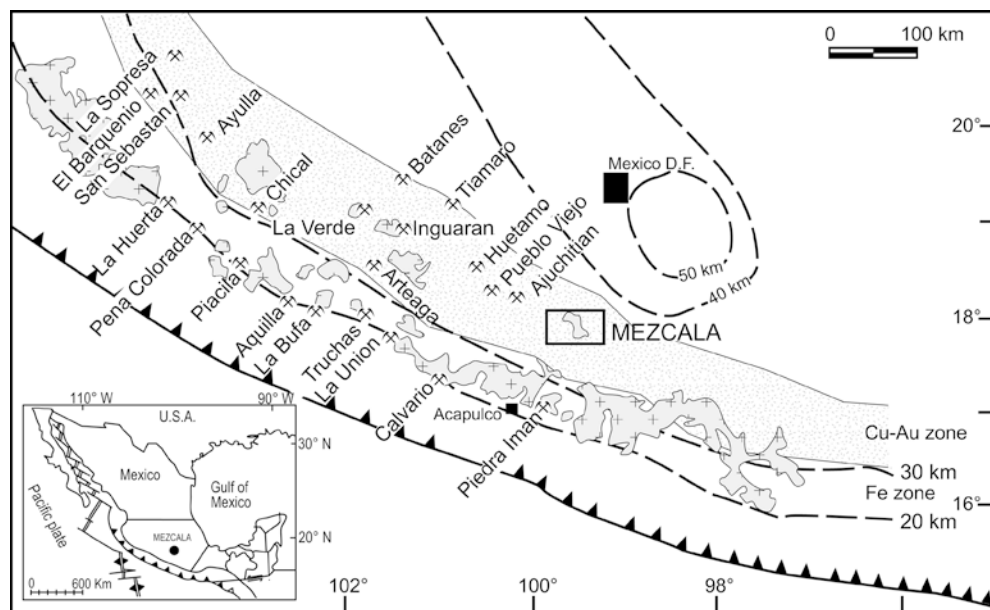 0 100 km
La Sopresa
El Barquenio
San Sebastan
Ayulla
Batanes
Tiamaro
20°
Mexico D.F.
Chical
La Huerta
La Verde
Inguaran
Huetamo
Pueblo Viejo
Ajuchitlan
Pena Colorada
Piacila
Arteaga
50 km
40 km
Aquilla
La Bufa
Truchas
La Union
MEZCALA
18°
Calvario
Acapulco
Piedra Iman
Cu-Au zone
30 km
Fe zone
20 km
16°
110° W
90° W
U.S.A.
30° N
Mexico
Gulf of
Mexico
Pacific plate
MEZCALA
20° N
0 600 Km
102°
100°
98°